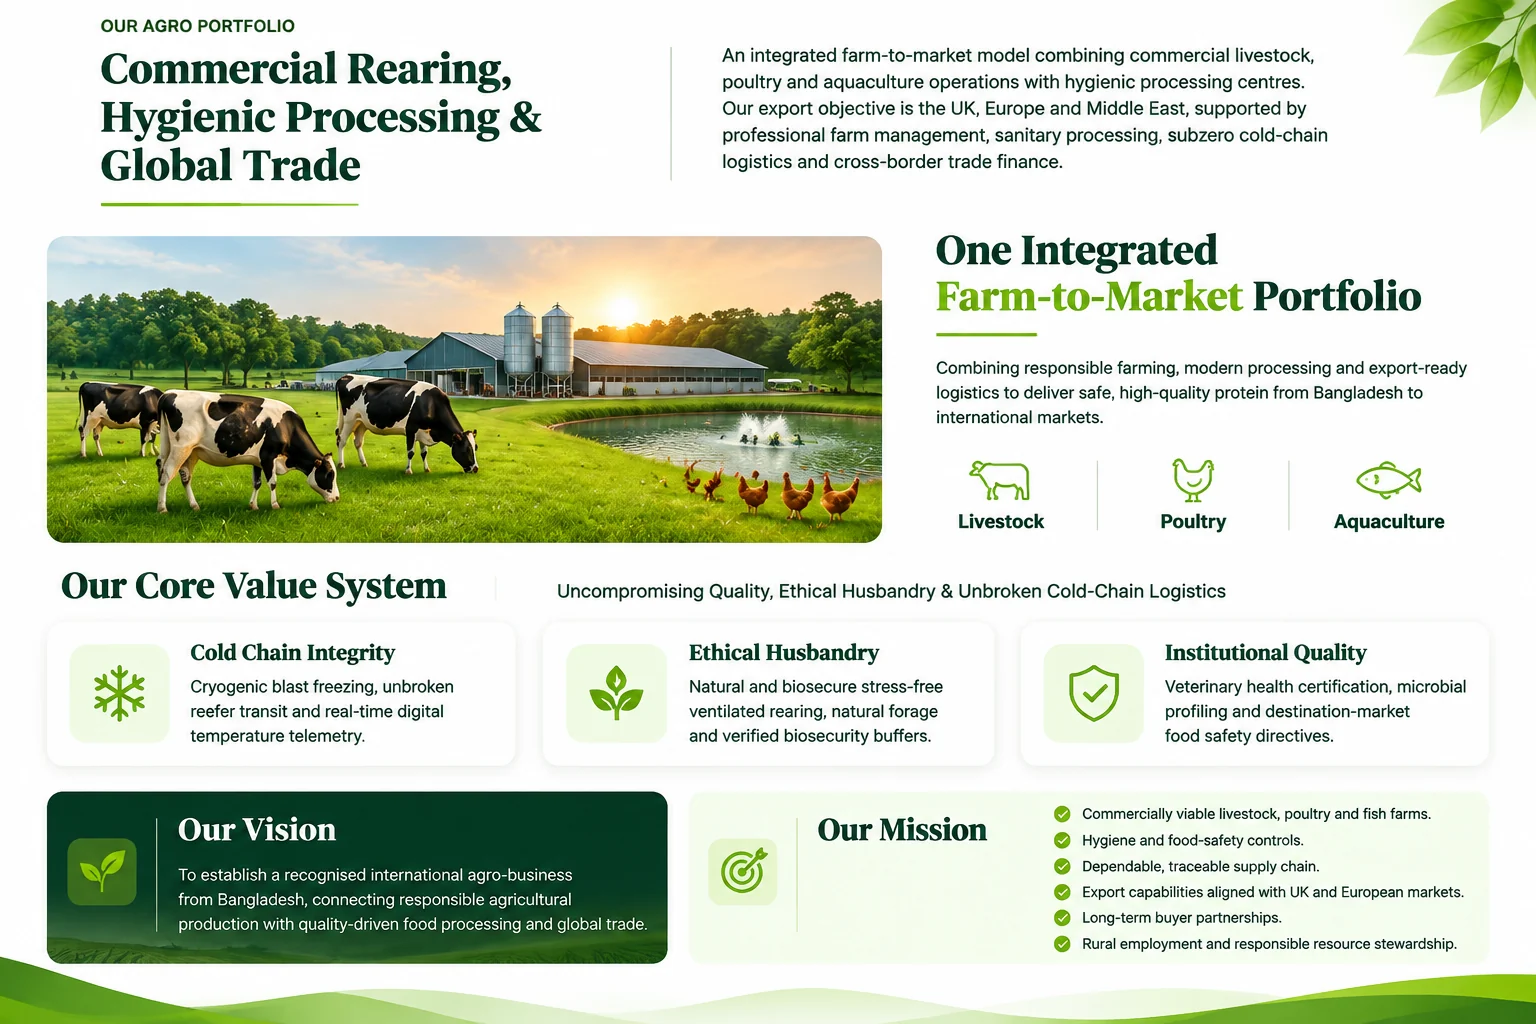 OUR AGRO PORTFOLIO
Commercial Rearing,
Hygienic Processing &
Global Trade
An integrated farm-to-market model combining commercial livestock,
poultry and aquaculture operations with hygienic processing centres.
Our export objective is the UK, Europe and Middle East, supported by
professional farm management, sanitary processing, subzero cold-chain
logistics and cross-border trade finance.
One Integrated
Farm-to-Market Portfolio
Combining responsible farming, modern processing and export-ready
logistics to deliver safe, high-quality protein from Bangladesh to
international markets.
Livestock
Poultry
Aquaculture
Our Core Value System
Uncompromising Quality, Ethical Husbandry & Unbroken Cold-Chain Logistics
Cold Chain Integrity
Cryogenic blast freezing, unbroken
reefer transit and real-time digital
temperature telemetry.
Ethical Husbandry
Natural and biosecure stress-free
ventilated rearing, natural forage
and verified biosecurity buffers.
Institutional Quality
Veterinary health certification, microbial
profiling and destination-market
food safety directives.
Our Vision
To establish a recognised international agro-business
from Bangladesh, connecting responsible agricultural
production with quality-driven food processing and global trade.
Our Mission
Commercially viable livestock, poultry and fish farms.
Hygiene and food-safety controls.
Dependable, traceable supply chain.
Export capabilities aligned with UK and European markets.
Long-term buyer partnerships.
Rural employment and responsible resource stewardship.